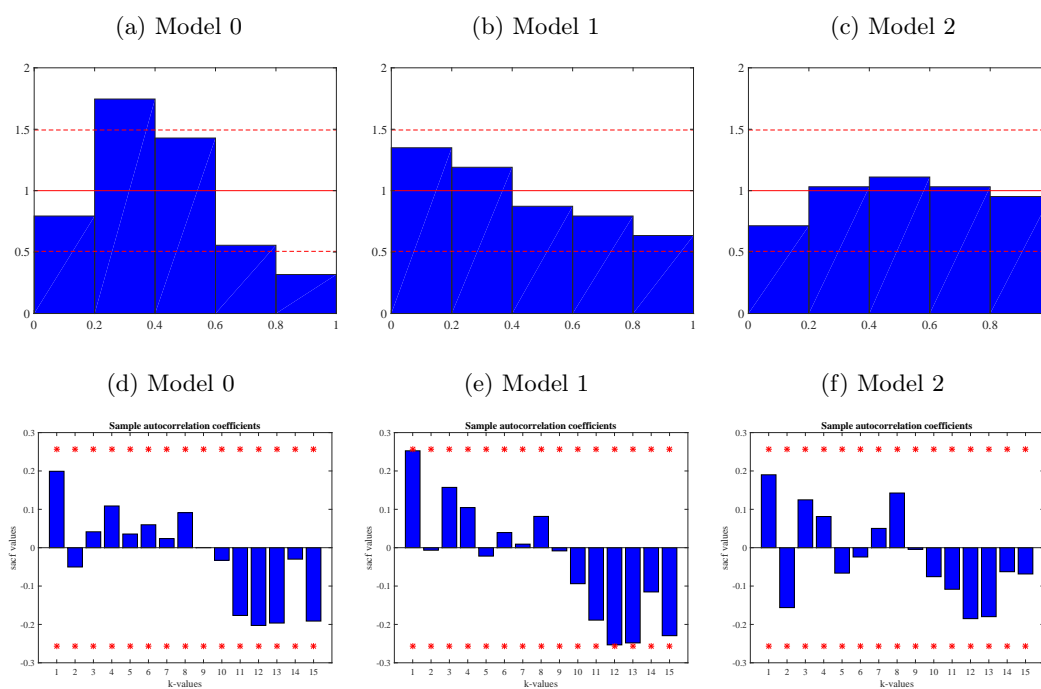 (a) Model 0 (b) Model 1 (c) Model 2
2 2 2
1.5 1.5 1.5
1 1 1
0.5 0.5 0.5
0 0 0
0 0.2 0.4 0.6 0.8 1 0 0.2 0.4 0.6 0.8 1 0 0.2 0.4 0.6 0.8
(d) Model 0 (e) Model 1 (f) Model 2
Sample autocorrelation coefficients Sample autocorrelation coefficients Sample autocorrelation coefficients
0.3 0.3 0.3
0.2 0.2 0.2
0.1 0.1 0.1
sacf values sacf values sacf values
0 0 0
-0.1 -0.1 -0.1
-0.2 -0.2 -0.2
-0.3 -0.3 -0.3
1 2 3 4 5 6 7 8 9 10 11 12 13 14 15 1 2 3 4 5 6 7 8 9 10 11 12 13 14 15 1 2 3 4 5 6 7 8 9 10 11 12 13 14 15
k-values k-values k-values